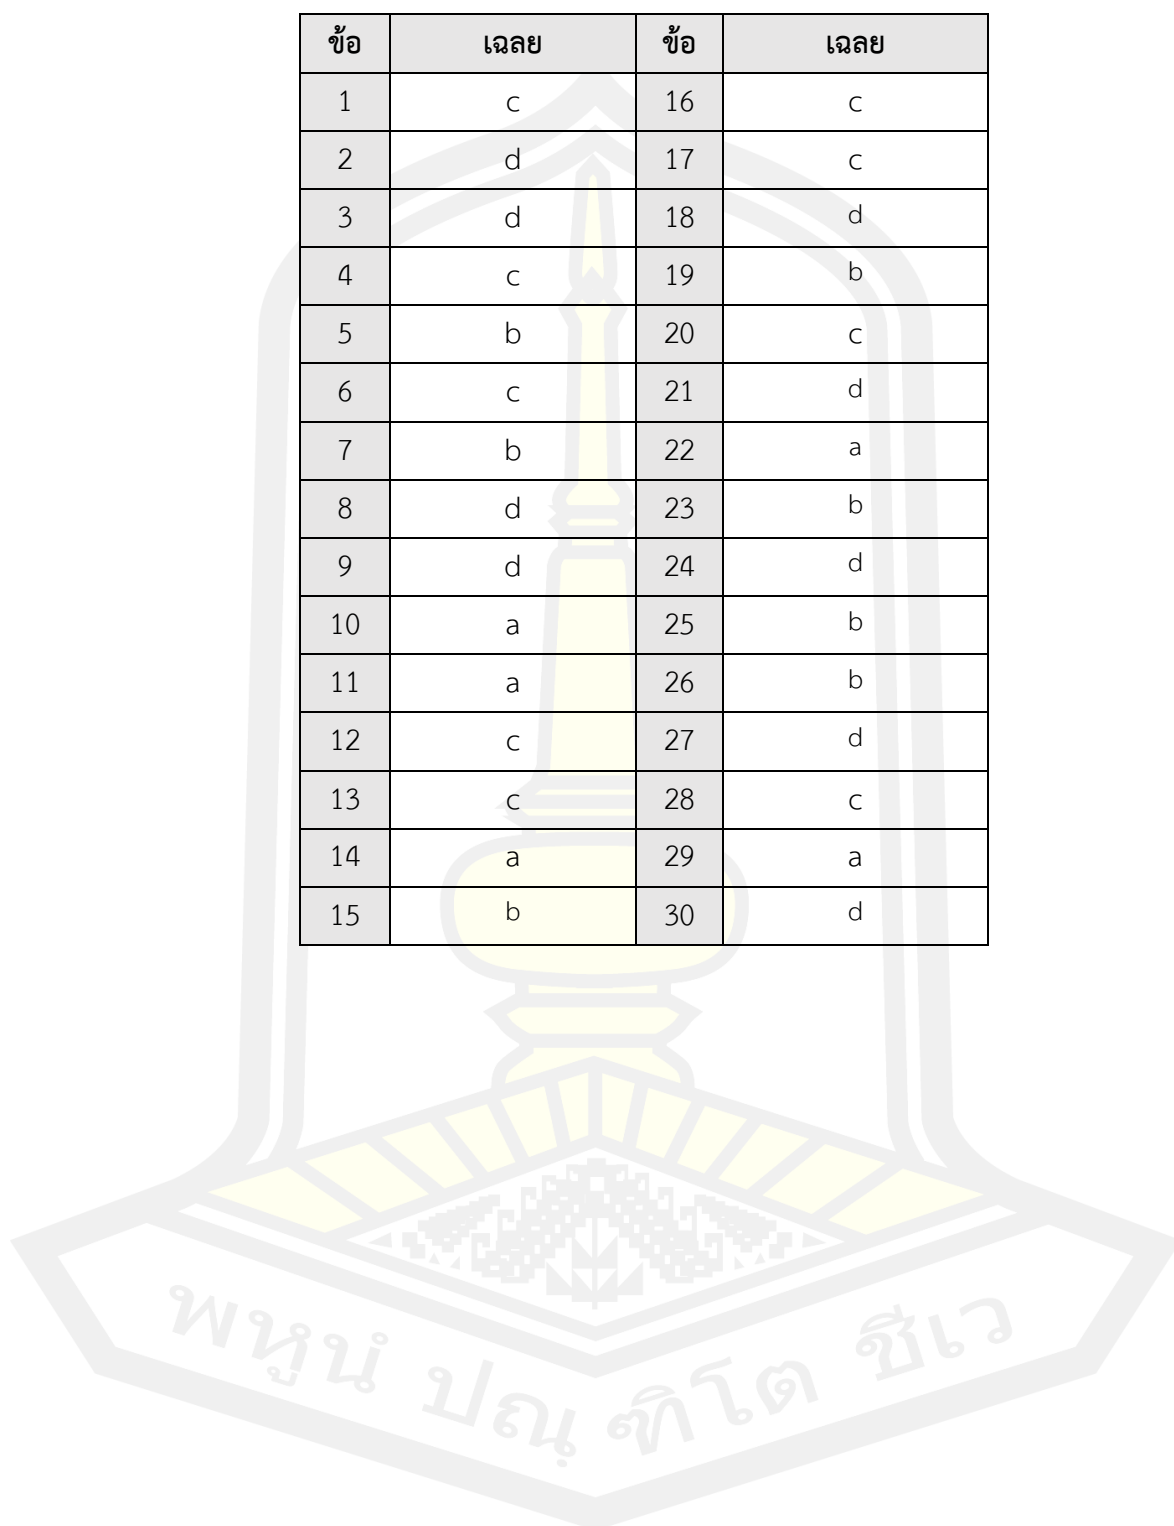 ข้อ เฉลย ข้อ เฉลย
1 c 16 c
2 d 17 c
3 d 18 d
4 c 19 b
5 b 20 c
6 c 21 d
7 b 22 a
8 d 23 b
9 d 24 d
10 a 25 b
11 a 26 b
12 c 27 d
13 c 28 c
14 a 29 a
15 b 30 d
พหูนํ ปณฺฑิโต ชีเว